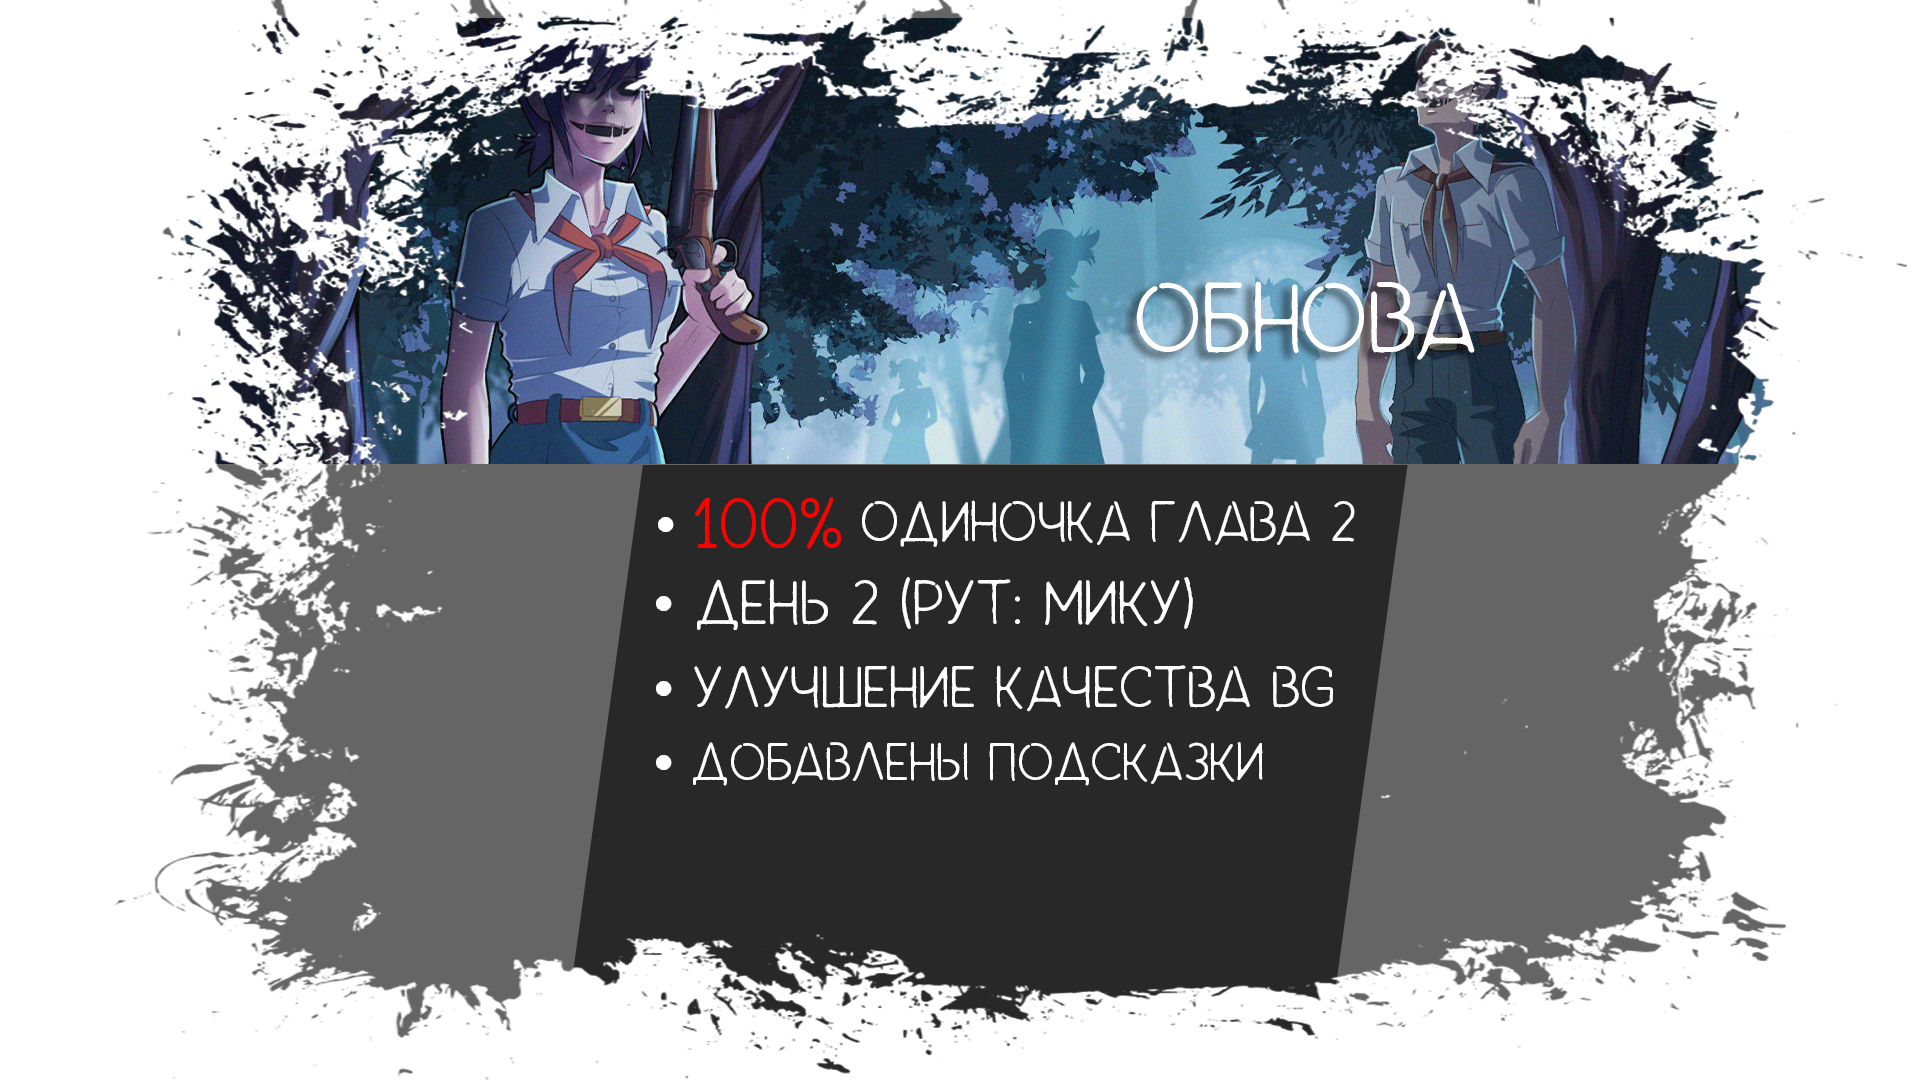 ОБНОВА
• 100% ОДИНОЧКА ГЛАВА 2
• ДЕНЬ 2 (РУТ: МИКУ)
• УЛУЧШЕНИЕ КАЧЕСТВА BG
• ДОБАВЛЕНЫ ПОДСКАЗКИ